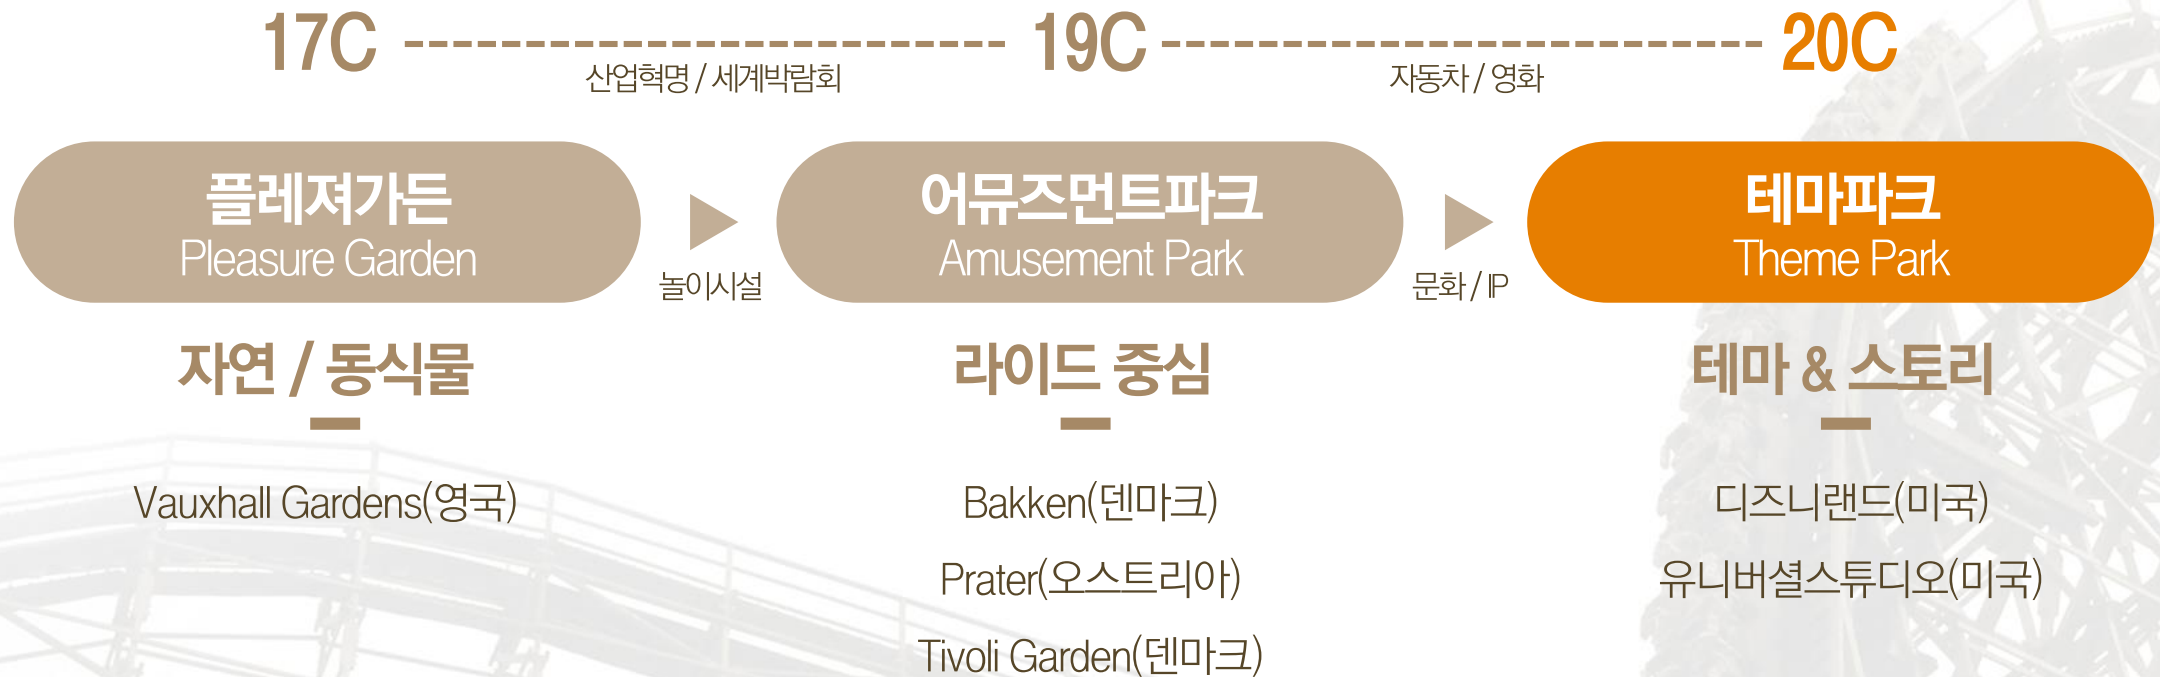 17C
19C
20C
산업혁명 / 세계박람회
자동차 / 영화
플레져가든
Pleasure Garden
놀이시설
어뮤즈먼트파크
Amusement Park
문화 / IP
테마파크
Theme Park
자연 / 동식물
라이드 중심
테마 & 스토리
Vauxhall Gardens(영국)
Bakken(덴마크)
디즈니랜드(미국)
Prater(오스트리아)
유니버셜스튜디오(미국)
Tivoli Garden(덴마크)